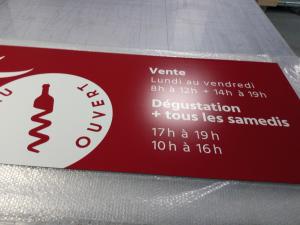 OUVERT
Vente
Lundi au vendredi
8h à 12h + 14h à 19h
Dégustation
+ tous les samedis
17h à 19h
10h à 16h